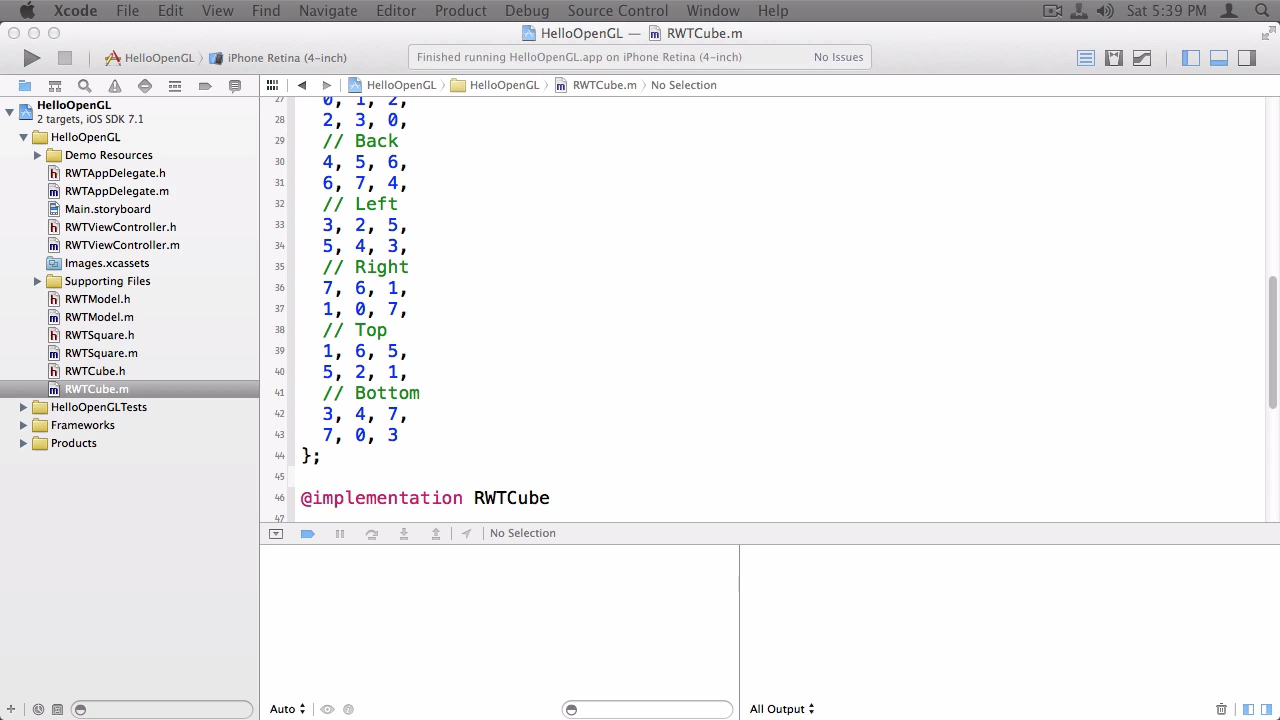 Xcode File Edit View Find Navigate Editor Product Debug Source Control Window Help Sat 5:39 PM
HelloOpenGL — RWTCube.m
HelloOpenGL iPhone Retina (4-inch) Finished running HelloOpenGL.app on iPhone Retina (4-inch) No Issues
HelloOpenGL HelloOpenGL RWTCube.m No Selection
HelloOpenGL
2 targets, iOS SDK 7.1
HelloOpenGL
Demo Resources
RWTAppDelegate.h
RWTAppDelegate.m
Main.storyboard
RWTViewController.h
RWTViewController.m
Images.xcassets
Supporting Files
RWTModel.h
RWTModel.m
RWTSquare.h
RWTSquare.m
RWTCube.h
RWTCube.m
HelloOpenGLTests
Frameworks
Products
27 0, 1, 2,
28 2, 3, 0,
29 // Back
30 4, 5, 6,
31 6, 7, 4,
32 // Left
33 3, 2, 5,
34 5, 4, 3,
35 // Right
36 7, 6, 1,
37 1, 0, 7,
38 // Top
39 1, 6, 5,
40 5, 2, 1,
41 // Bottom
42 3, 4, 7,
43 7, 0, 3
44 };
45
46 @implementation RWTCube
47
No Selection
Auto
All Output